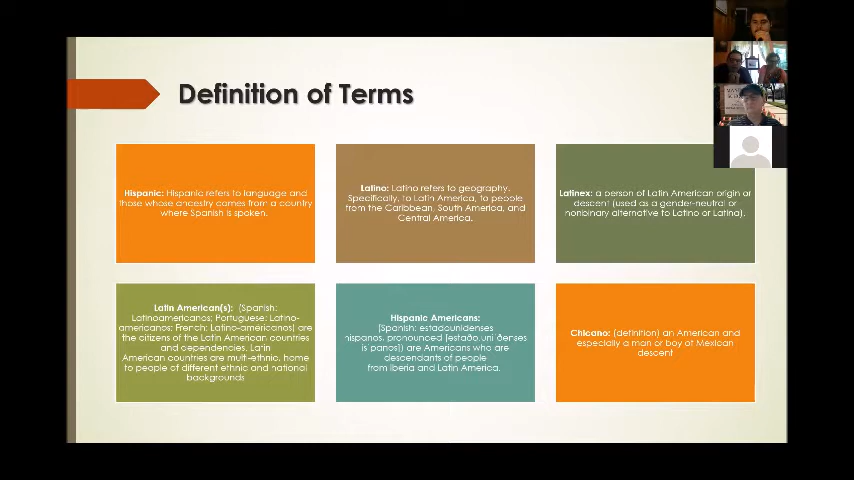 Definition of Terms
Hispanic: Hispanic refers to language and
those whose ancestry comes from a country
where Spanish is spoken.
Latino: Latino refers to geography.
Specifically, to Latin America, to people
from the Caribbean, South America, and
Central America.
Latinex: a person of Latin American origin or
descent (used as a gender-neutral or
nonbinary alternative to Latino or Latina).
Latin American(s): (Spanish:
Latinoamericanos; Portuguese: Latino-
americanos; French: Latino-américanos) are
the citizens of the Latin American countries
and dependencies. Latin
American countries are multi-ethnic, home
to people of different ethnic and national
backgrounds
Hispanic Americans:
(Spanish: estadounidenses
hispanos, pronounced [estaðo.uniˈðenses
isˈpanos]) are Americans who are
descendants of people
from Iberia and Latin America.
Chicano: (definition) an American and
especially a man or boy of Mexican
descent